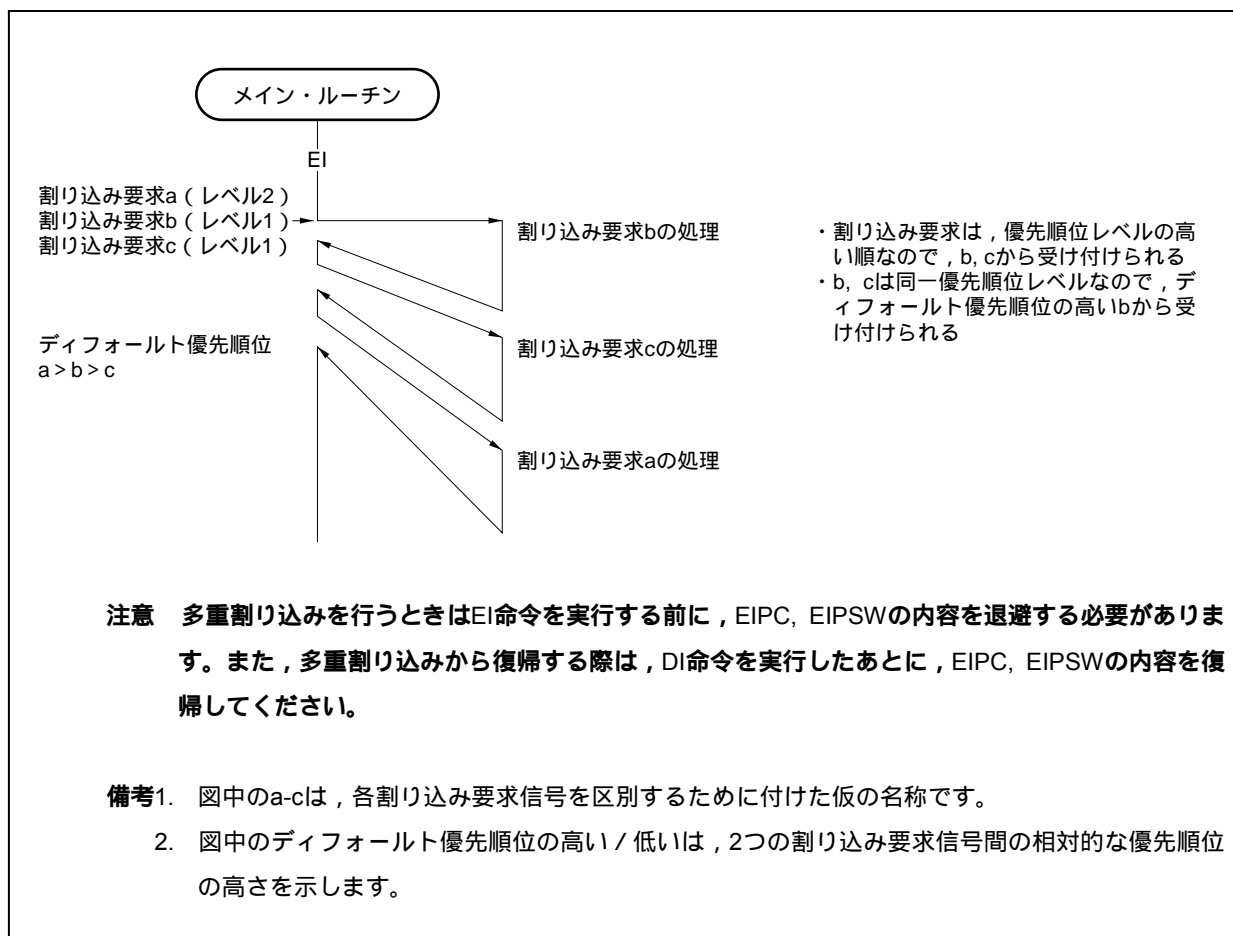 メイン・ルーチン
EI
割り込み要求a（レベル2）
割り込み要求b（レベル1）
割り込み要求c（レベル1）
ディフォールト優先順位
a>b>c
割り込み要求bの処理
割り込み要求cの処理
割り込み要求aの処理
・割り込み要求は，優先順位レベルの高
い順なので，b, cから受け付けられる
・b, cは同一優先順位レベルなので，デ
ィフォールト優先順位の高いbから受
け付けられる
注意 多重割り込みを行うときはEI命令を実行する前に，EIPC, EIPSWの内容を退避する必要がありま
す。また，多重割り込みから復帰する際は，DI命令を実行したあとに，EIPC, EIPSWの内容を復
帰してください。
備考1. 図中のa-cは，各割り込み要求信号を区別するために付けた仮の名称です。
2. 図中のディフォールト優先順位の高い／低いは，2つの割り込み要求信号間の相対的な優先順位
の高さを示します。